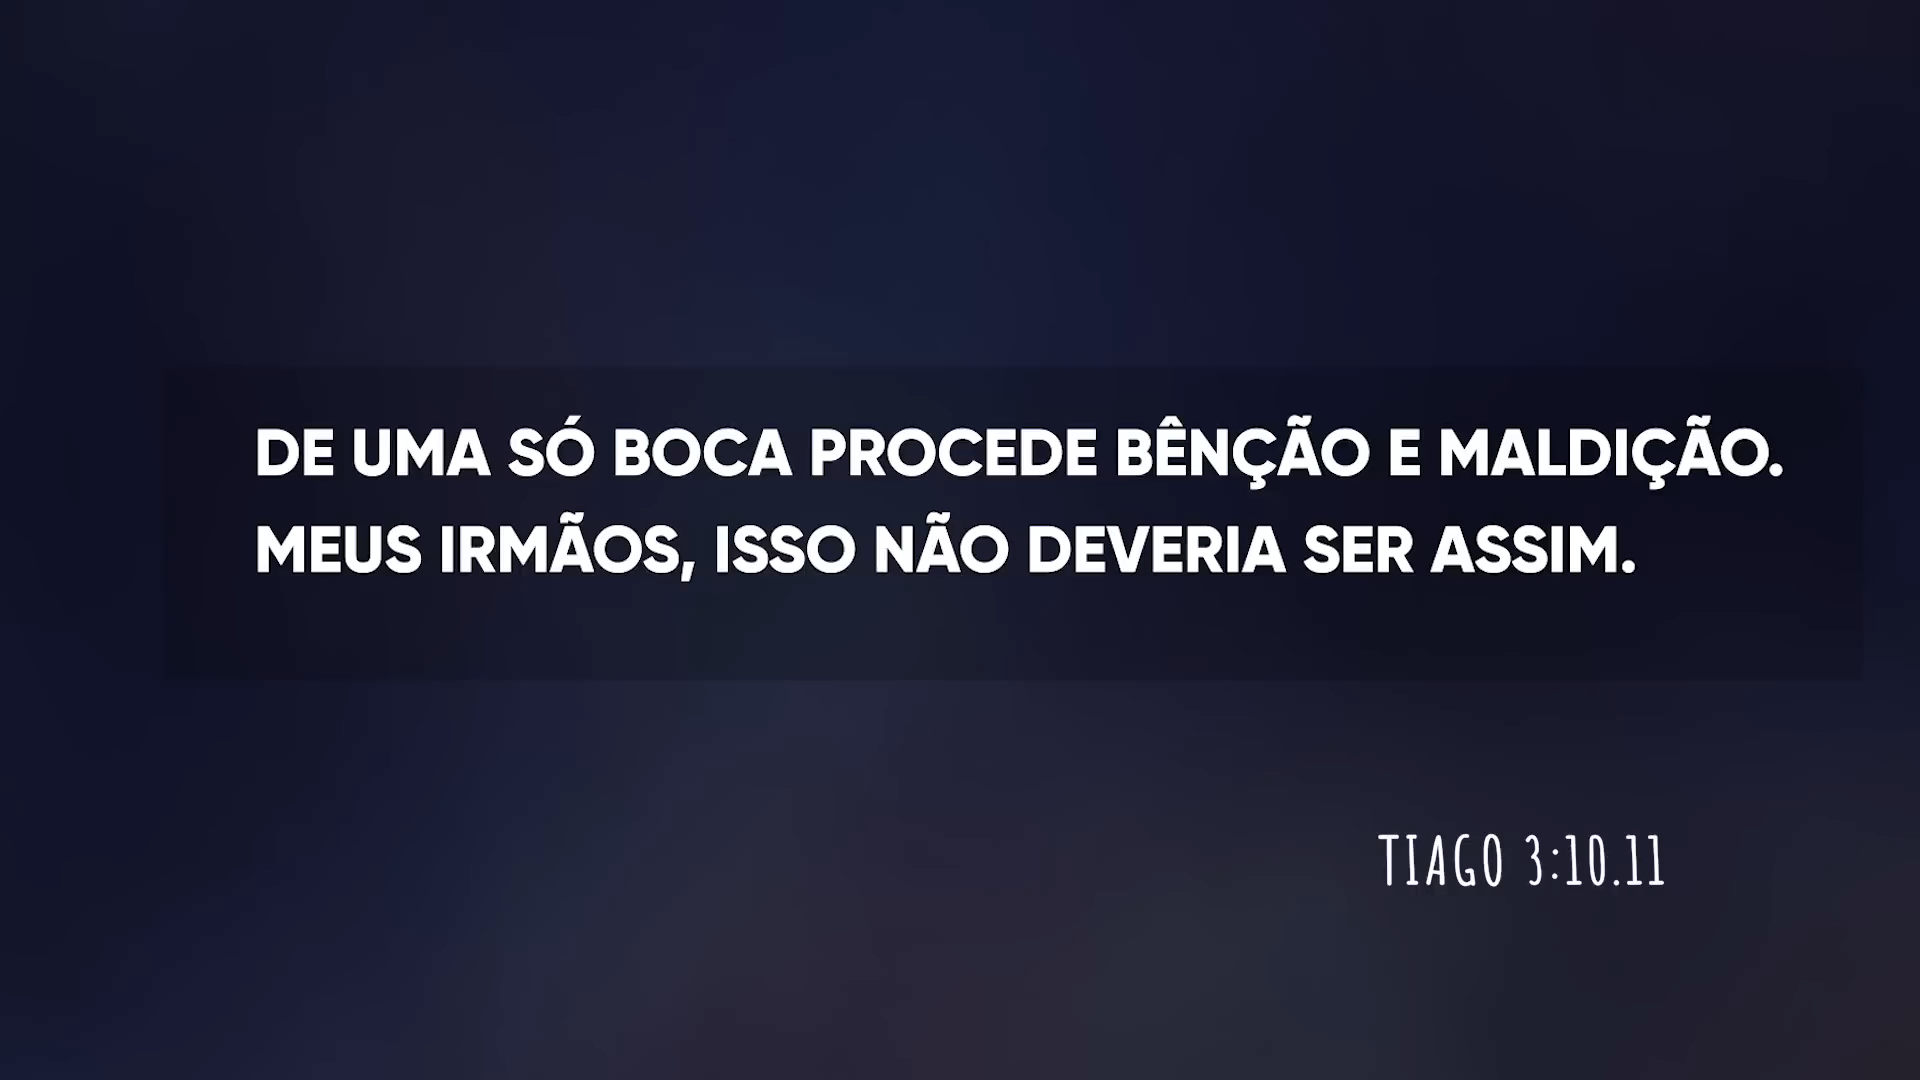 DE UMA SÓ BOCA PROCEDE BÊNÇÃO E MALDIÇÃO.
MEUS IRMÃOS, ISSO NÃO DEVERIA SER ASSIM.
TIAGO 3:10.11